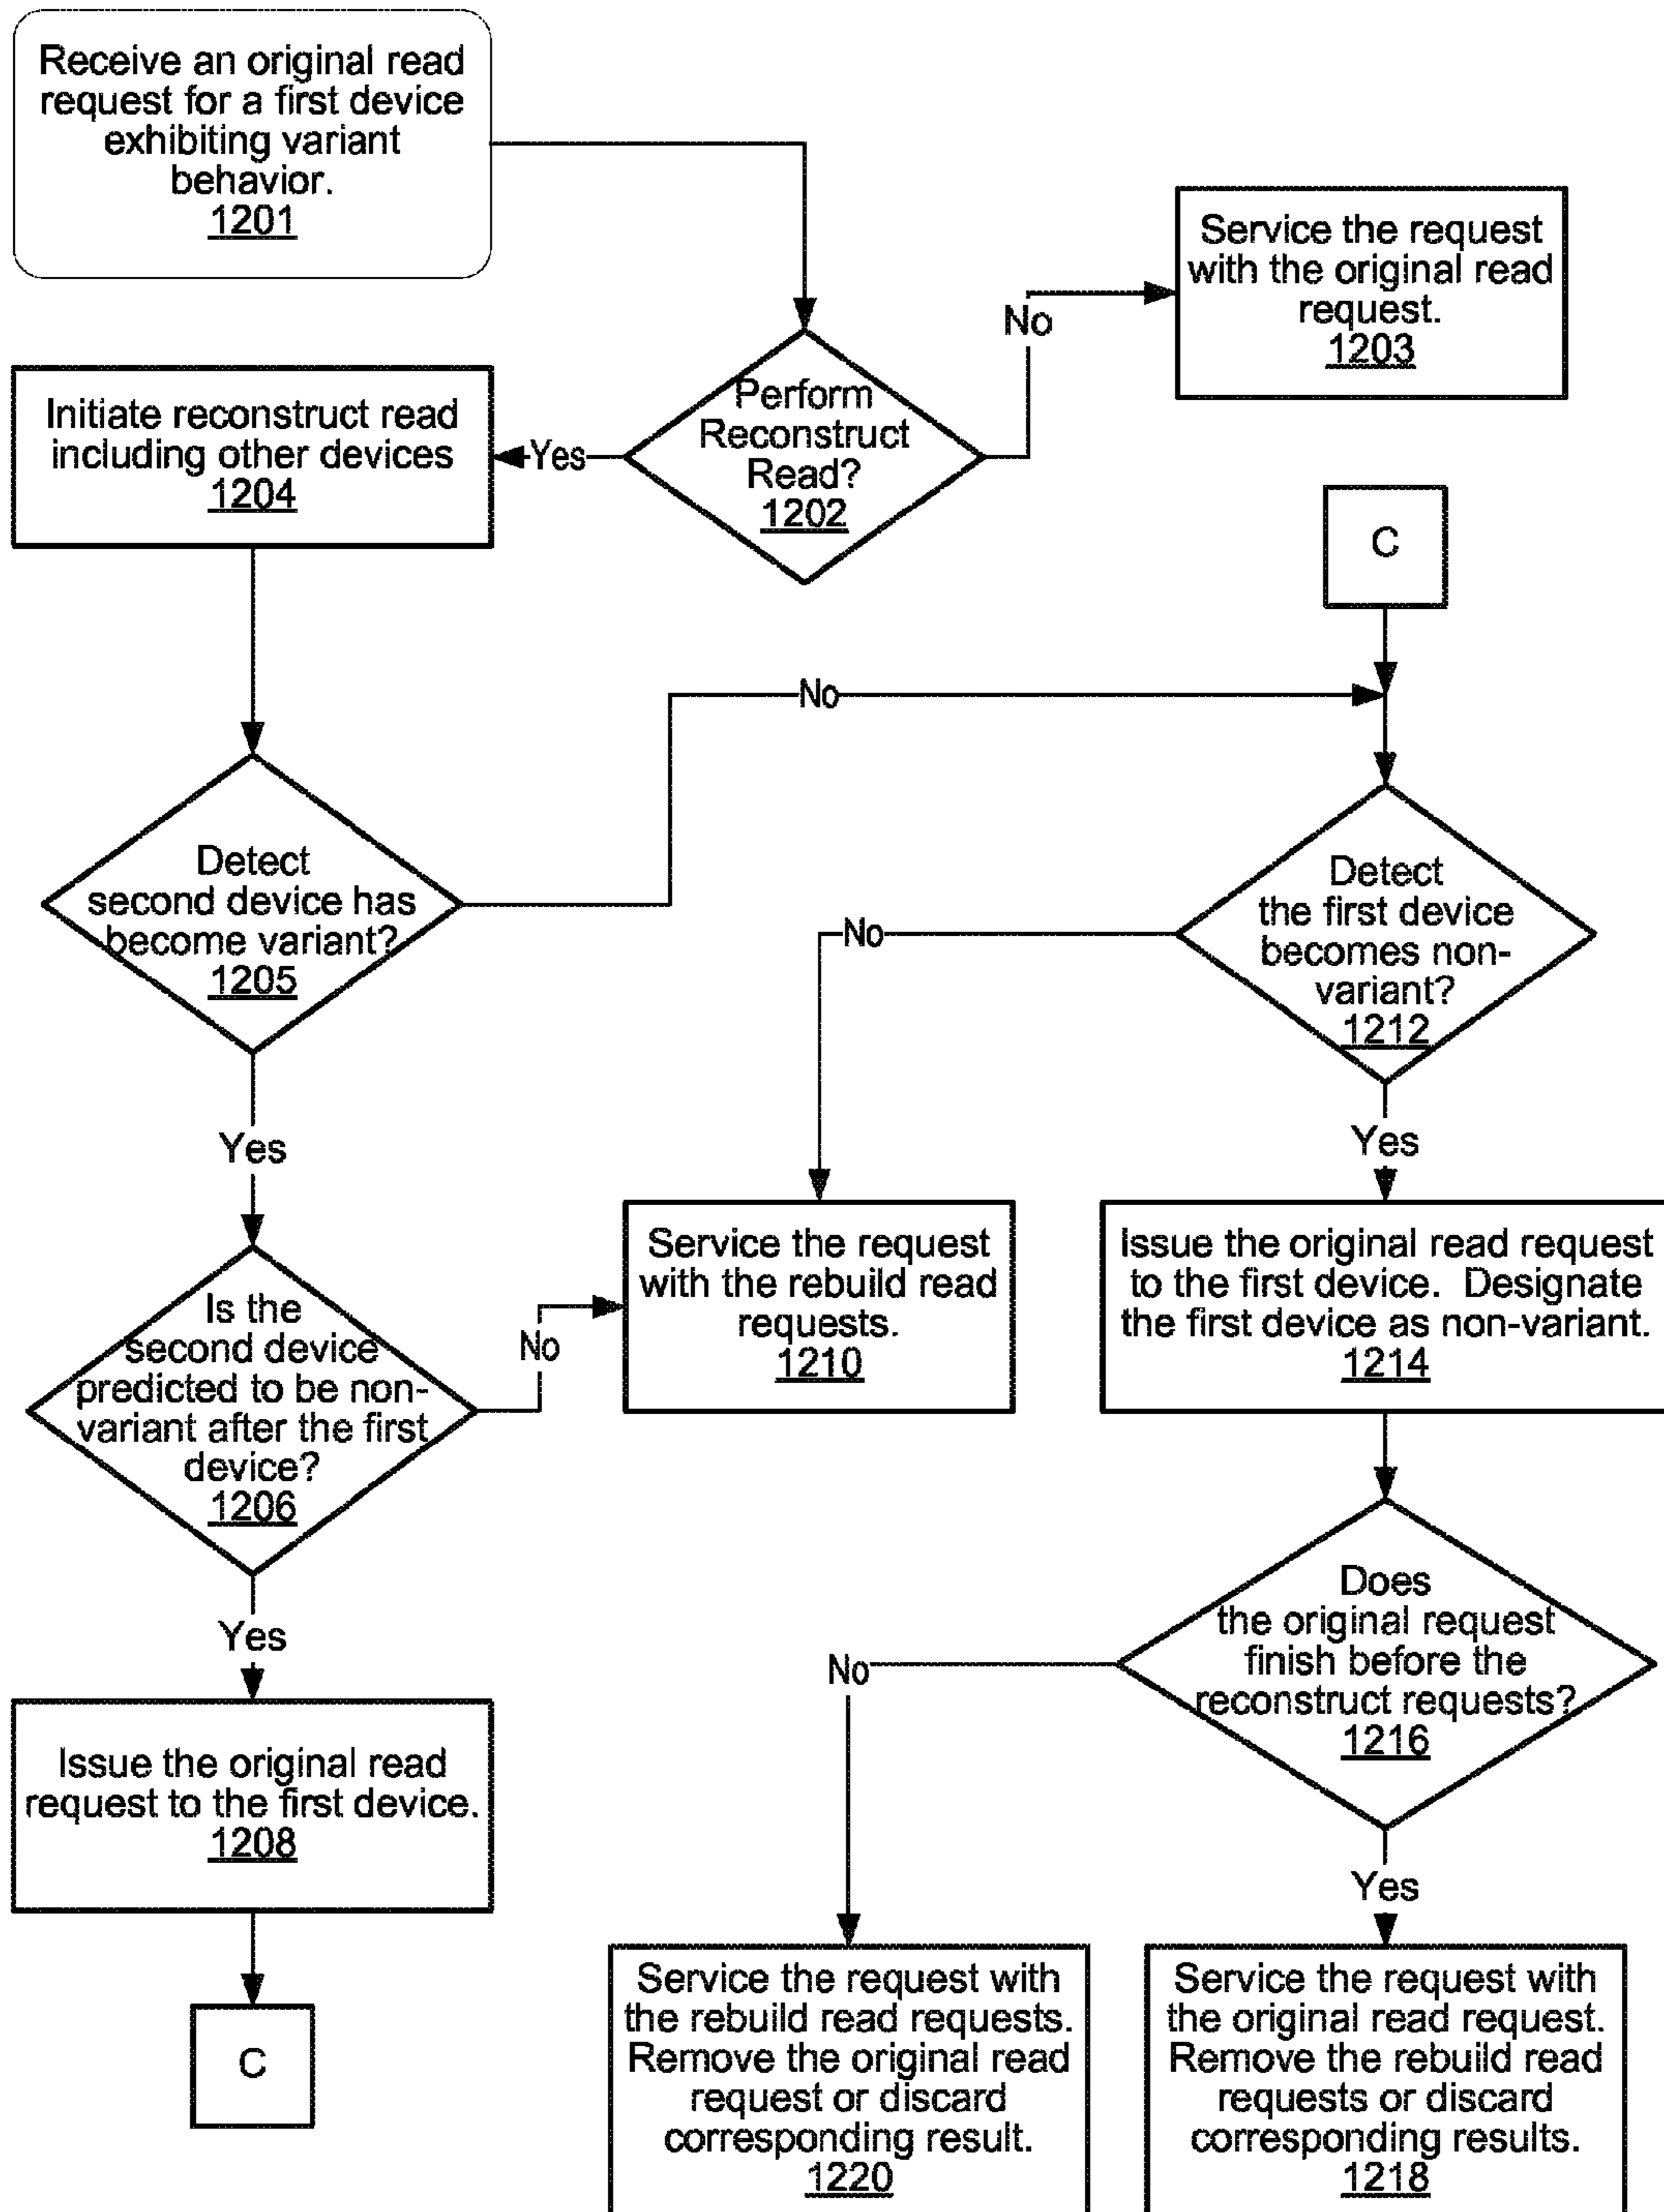 Receive an original read
request for a first device
exhibiting variant
behavior.
1201
Service the request
with the original read
request.
1203
No
Perform
Reconstruct
Read?
1202
Yes
Initiate reconstruct read
including other devices
1204
C
No
Detect
second device has
become variant?
1205
Detect
the first device
becomes non-
variant?
1212
No
Yes
Yes
Service the request
with the rebuild read
requests.
1210
Issue the original read request
to the first device. Designate
the first device as non-variant.
1214
Is the
second device
predicted to be non-
variant after the first
device?
1206
No
Yes
Does
the original request
finish before the
reconstruct requests?
1216
No
Yes
Issue the original read
request to the first device.
1208
C
Service the request with
the rebuild read requests.
Remove the original read
request or discard
corresponding result.
1220
Service the request with
the original read request.
Remove the rebuild read
requests or discard
corresponding results.
1218